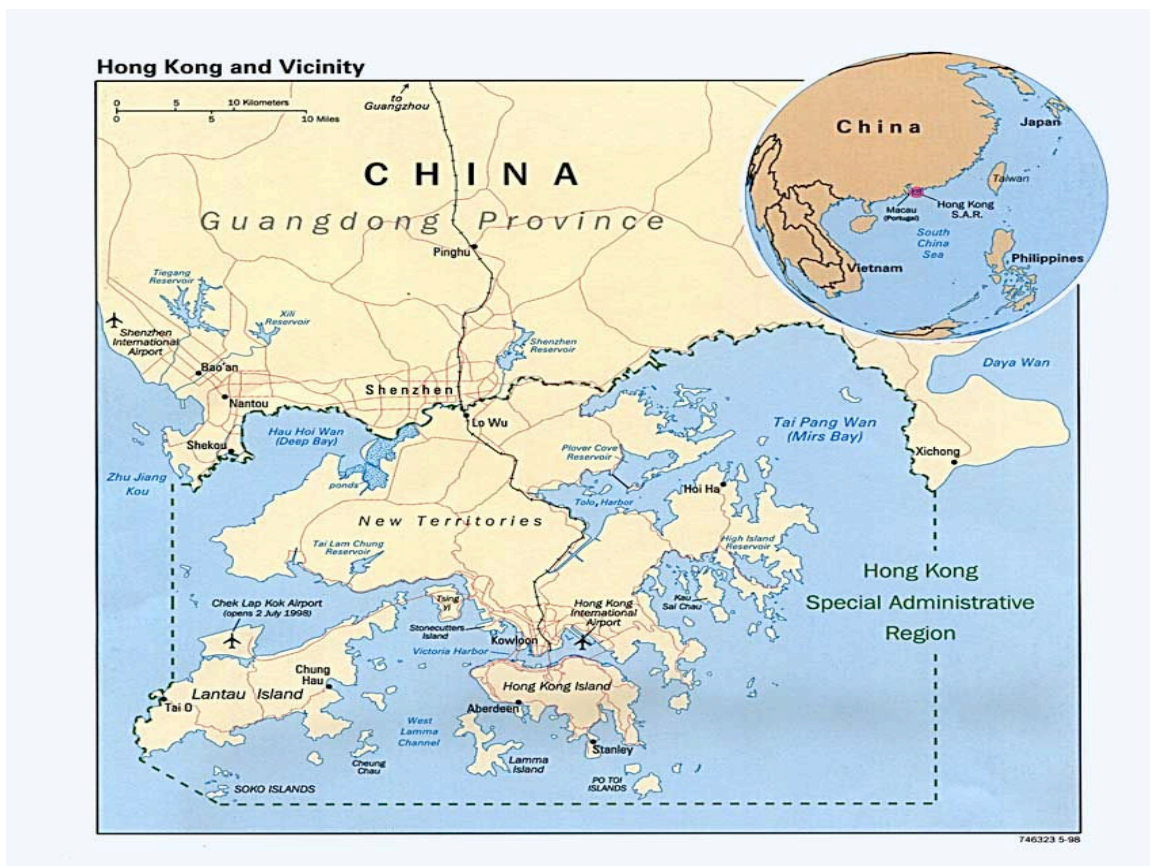 Hong Kong and Vicinity
0 5 10 Kilometers
0 5 10 Miles
to
Guangzhou
CHINA
Guangdong Province
Pinghu
Tiegang
Reservoir
Xili
Reservoir
Shenzhen
International
Airport
Shenzhen
Reservoir
Bao'an
Shenzhen
Nantou
Lo Wu
Shekou
Hau Hoi Wan
(Deep Bay)
Zhu Jiang
Kou
ponds
Plover Cove
Reservoir
Tai Pang Wan
(Mirs Bay)
Daya Wan
Xichong
Hoi Ha
Tolo, Harbor
New Territories
Tai Lam Chung
Reservoir
High Island
Reservoir
Hong Kong
Special Administrative
Region
Chek Lap Kok Airport
(opens 2 July 1998)
Tsing
Yi
Stonecutters
Island
Hong Kong
International
Airport
Kau
Sai Chau
Kowloon
Victoria Harbor
Chung
Hau
Lantau Island
Tai O
Hong Kong Island
Aberdeen
West
Lamma
Channel
Stanley
Cheung
Chau
Lamma
Island
PO TOI
ISLANDS
SOKO ISLANDS
China
Japan
Taiwan
Macau
(Portugal)
Hong Kong
S.A.R.
South
China
Sea
Vietnam
Philippines
746323 5-98